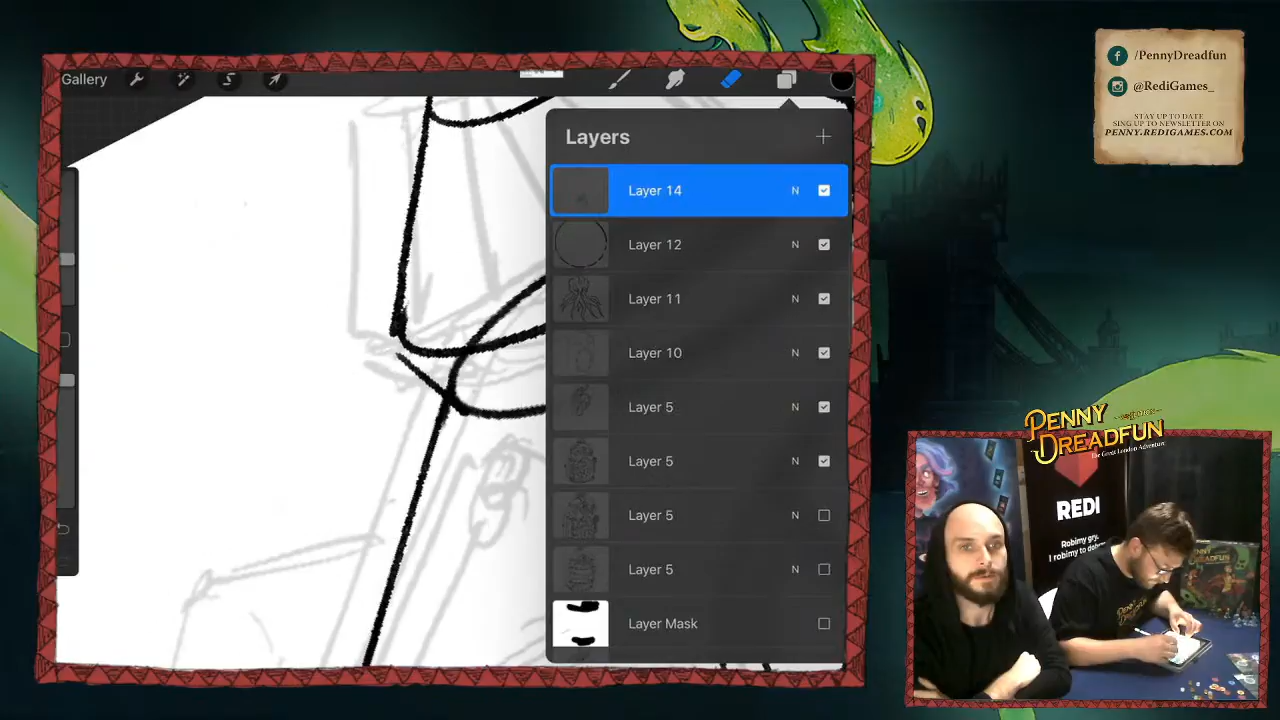 Gallery
Layers
Layer 14 N
Layer 12 N
Layer 11 N
Layer 10 N
Layer 5 N
Layer 5 N
Layer 5 N
Layer 5 N
Layer Mask
/PennyDreadfun
@RediGames_
STAY UP TO DATE
SING UP TO NEWSLETTER ON
PENNY.REDIGAMES.COM
PENNY
DREADFUN
The Great London Adventure
REDI
Robimy gry.
I robimy to
PENNY